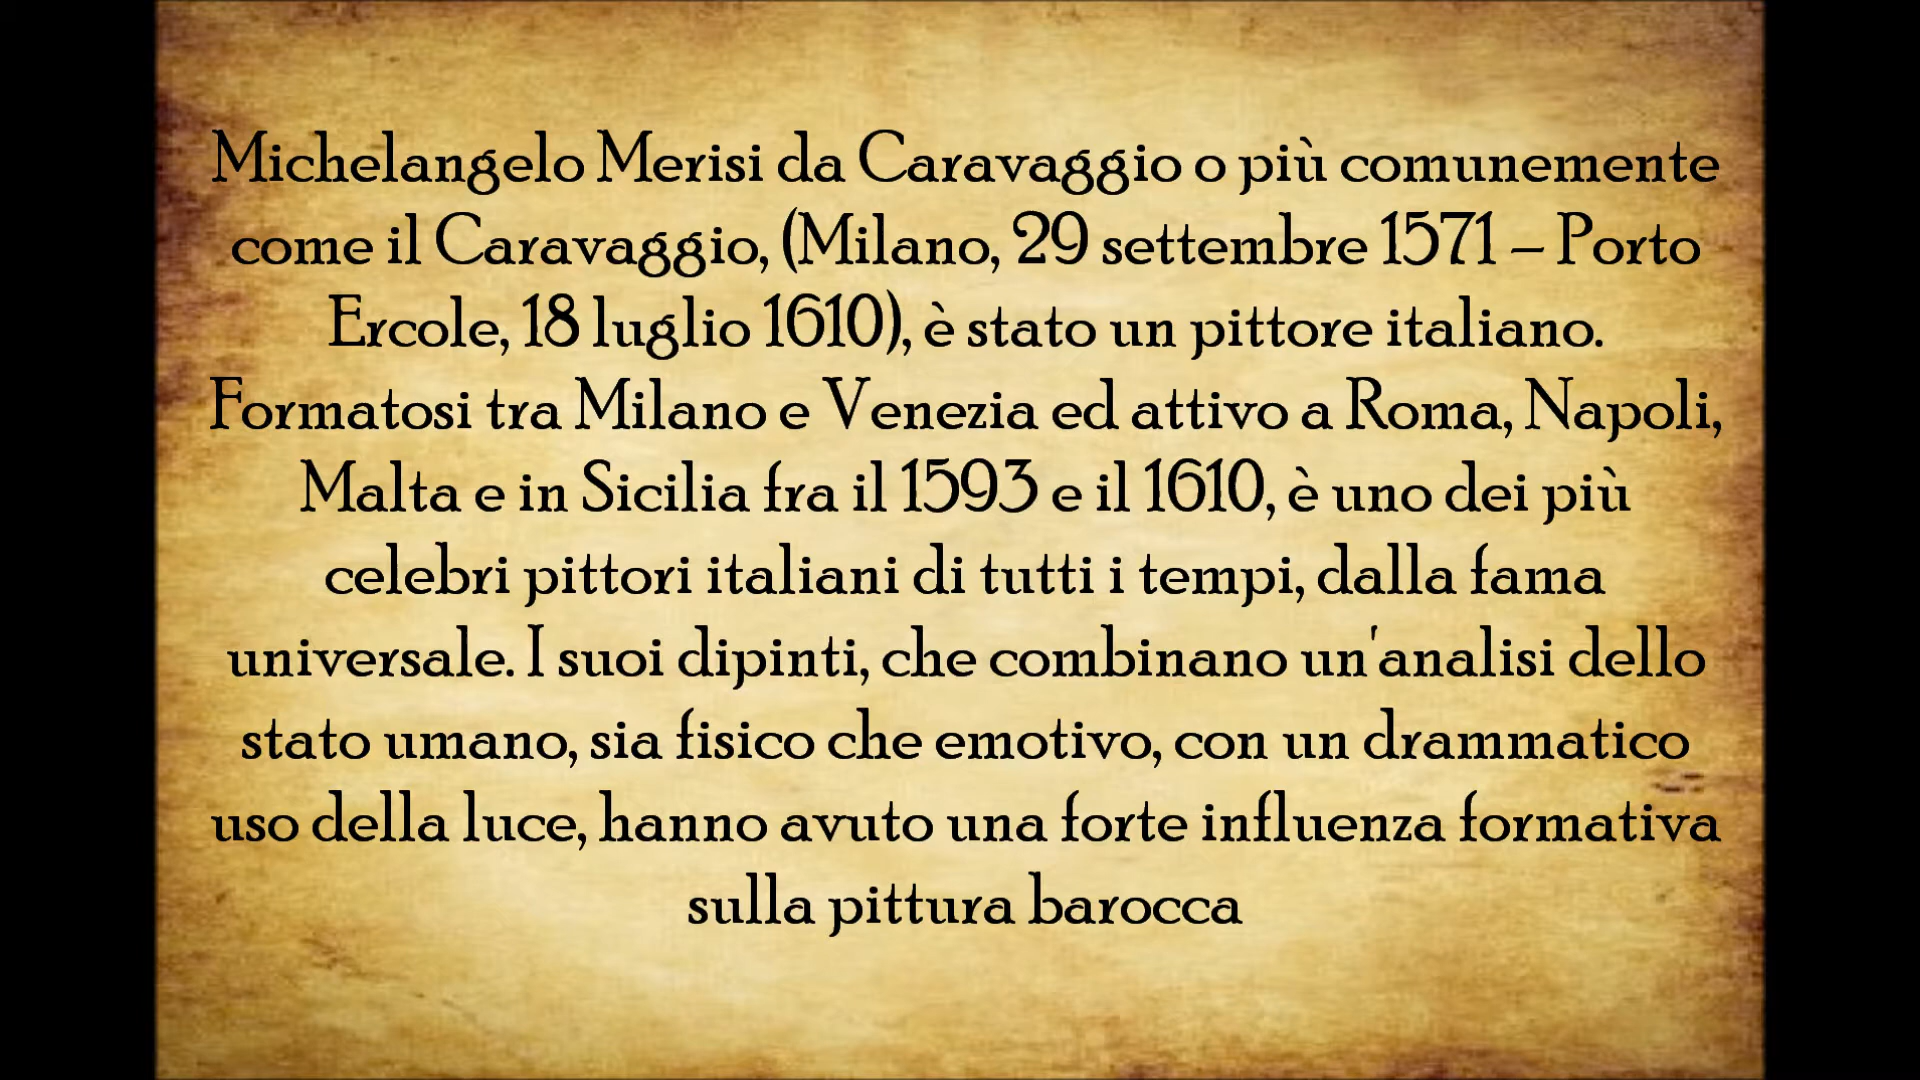 Michelangelo Merisi da Caravaggio o più comunemente
come il Caravaggio, (Milano, 29 settembre 1571 – Porto
Ercole, 18 luglio 1610), è stato un pittore italiano.
Formatosi tra Milano e Venezia ed attivo a Roma, Napoli,
Malta e in Sicilia fra il 1593 e il 1610, è uno dei più
celebri pittori italiani di tutti i tempi, dalla fama
universale. I suoi dipinti, che combinano un'analisi dello
stato umano, sia fisico che emotivo, con un drammatico
uso della luce, hanno avuto una forte influenza formativa
sulla pittura barocca